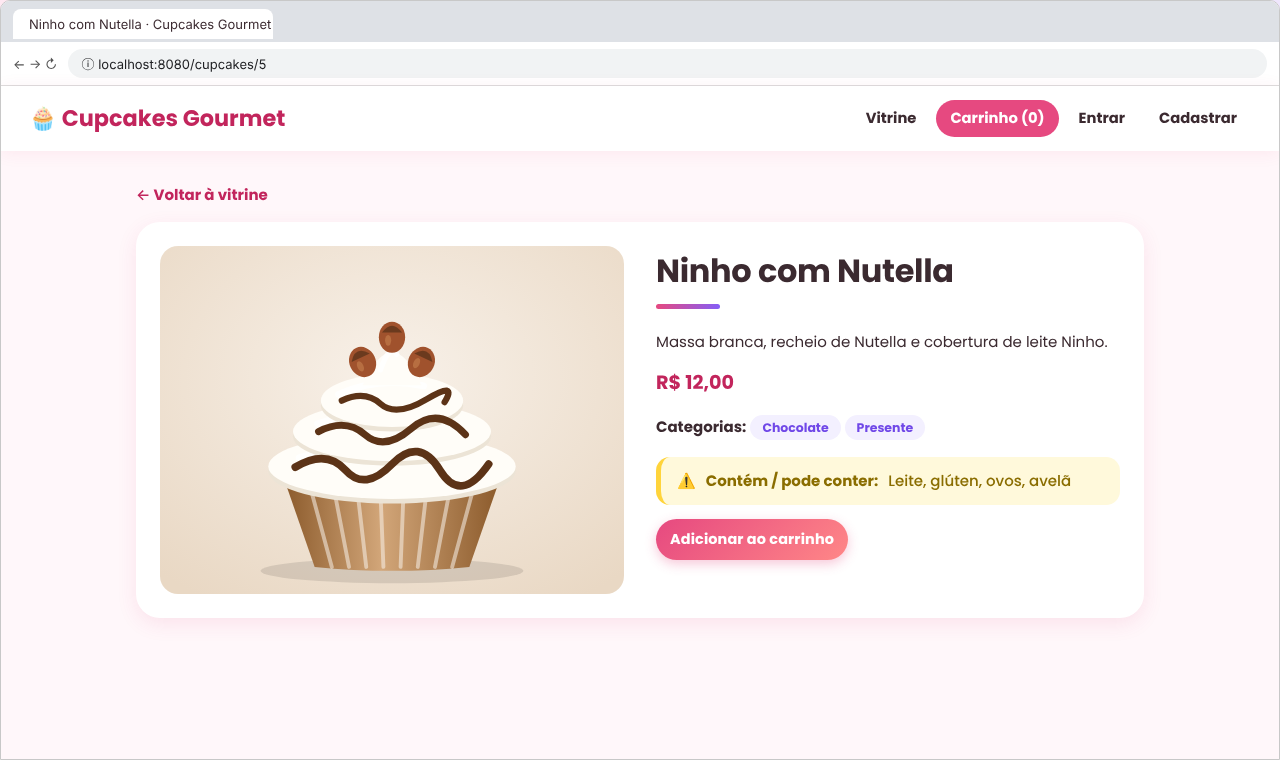 Ninho com Nutella · Cupcakes Gourmet
localhost:8080/cupcakes/5
Cupcakes Gourmet
Vitrine
Carrinho (0)
Entrar
Cadastrar
← Voltar à vitrine
Ninho com Nutella
Massa branca, recheio de Nutella e cobertura de leite Ninho.
R$ 12,00
Categorias: Chocolate Presente
⚠️ Contém / pode conter: Leite, glúten, ovos, avelã
Adicionar ao carrinho